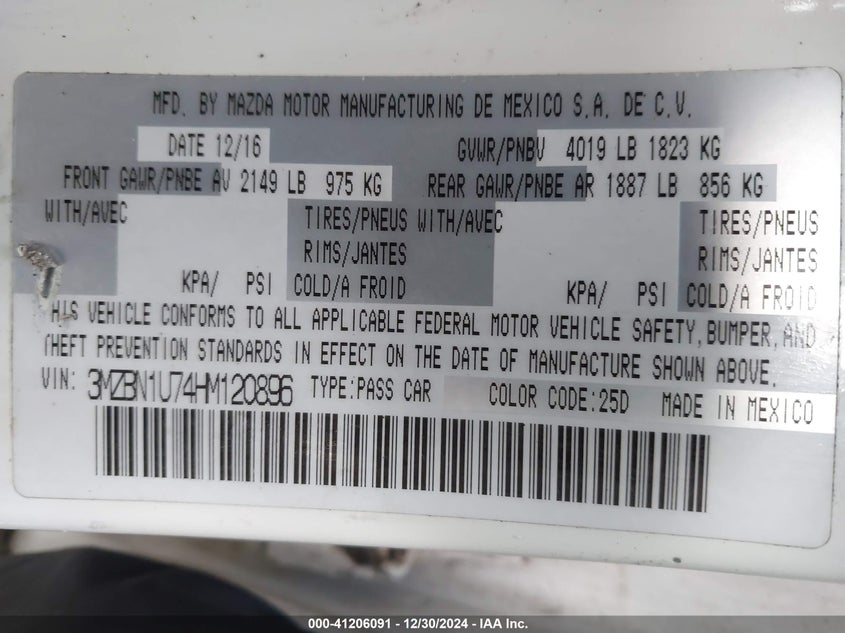 MFD. BY MAZDA MOTOR MANUFACTURING DE MEXICO S.A. DE C.V.
DATE 12/16 GVWR/PNBV 4019 LB 1823 KG
FRONT GAWR/PNBE AV 2149 LB 975 KG REAR GAWR/PNBE AR 1887 LB 856 KG
WITH/AVEC TIRES/PNEUS WITH/AVEC TIRES/PNEUS
RIMS/JANTES RIMS/JANTES
KPA/ PSI COLD/A FROID KPA/ PSI COLD/A FROID
THIS VEHICLE CONFORMS TO ALL APPLICABLE FEDERAL MOTOR VEHICLE SAFETY, BUMPER, AND
THEFT PREVENTION STANDARDS IN EFFECT ON THE DATE OF MANUFACTURE SHOWN ABOVE.
VIN: 3MZBN1U74HM120896 TYPE:PASS CAR COLOR CODE:25D MADE IN MEXICO
000-41206091 - 12/30/2024 - IAA Inc.